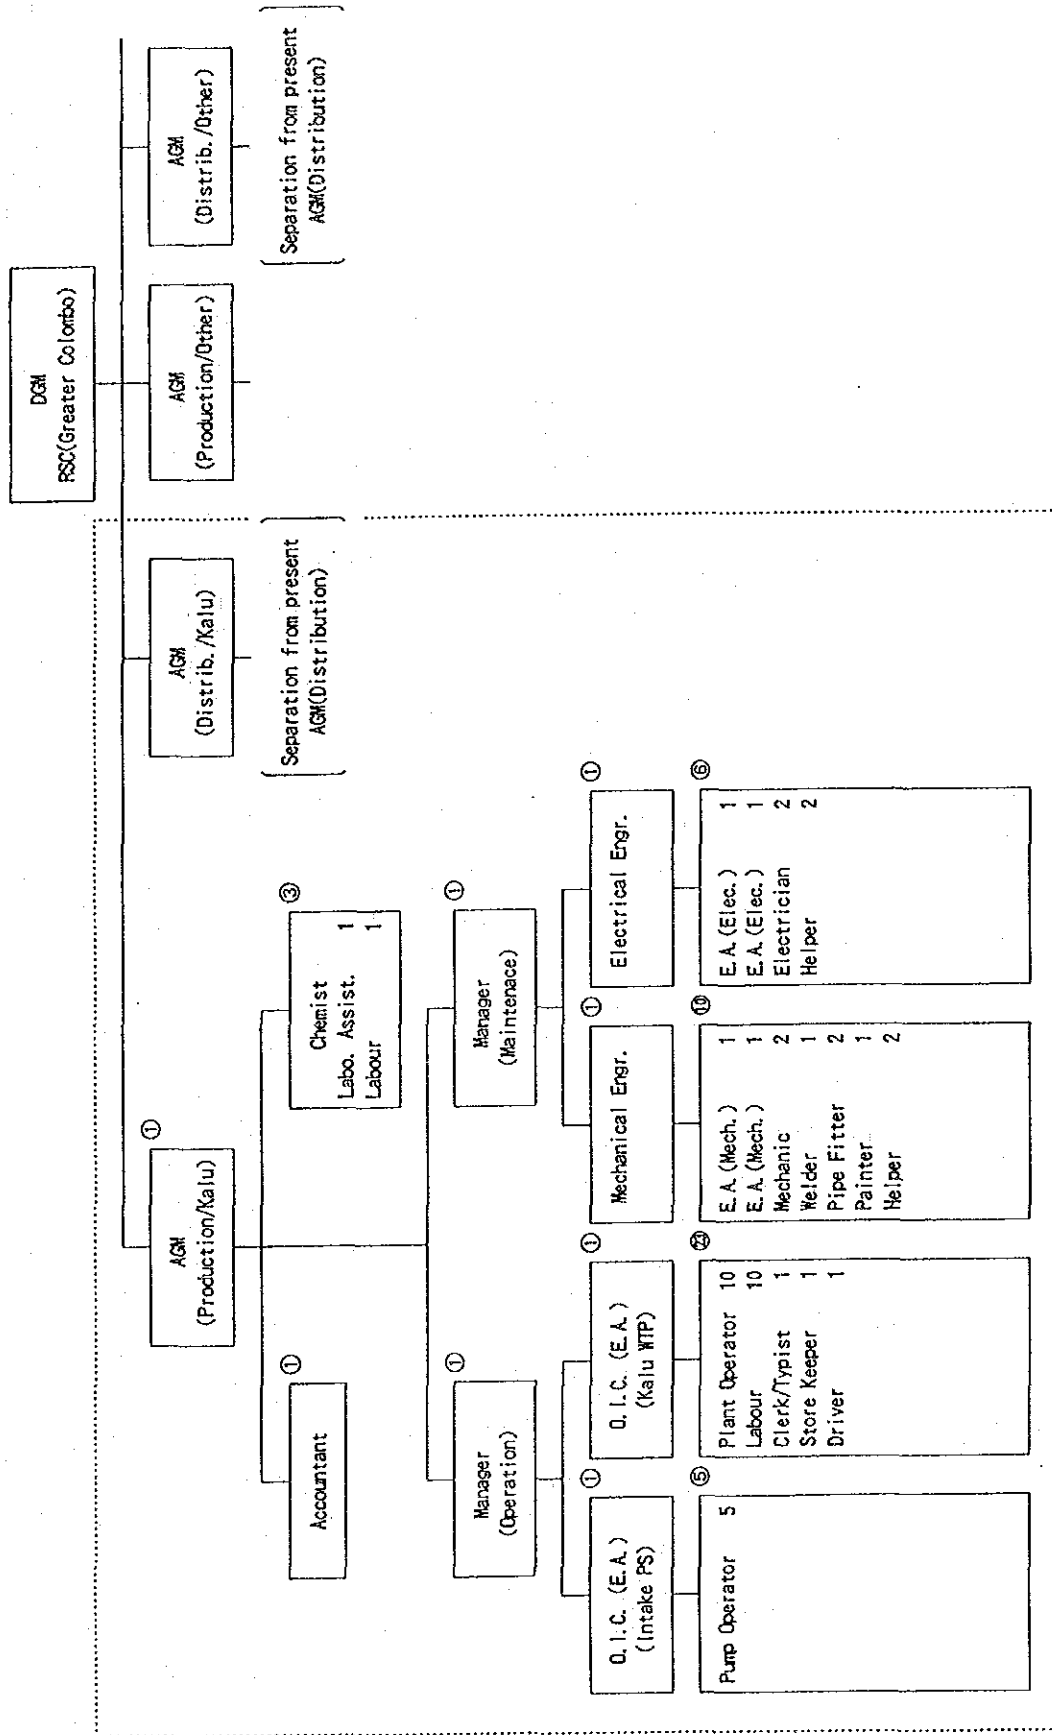 DGM
RSC(Greater Colombo)
①
AGM
(Production/Kalu)
AGM
(Distrib./Kalu)
AGM
(Production/Other)
AGM
(Distrib./Other)
Separation from present
AGM(Distribution)
Separation from present
AGM(Distribution)
①
Accountant
③
Chemist
Labo. Assist. 1
Labour 1
①
Manager
(Operation)
①
Manager
(Maintenace)
①
O.I.C. (E.A.)
(Intake PS)
①
O.I.C. (E.A.)
(Kalu WTP)
①
Mechanical Engr.
①
Electrical Engr.
⑤
Pump Operator 5
㉓
Plant Operator 10
Labour 10
Clerk/Typist 1
Store Keeper 1
Driver 1
⑩
E.A.(Mech.) 1
E.A.(Mech.) 1
Mechanic 2
Welder 1
Pipe Fitter 2
Painter 1
Helper 2
⑥
E.A.(Elec.) 1
E.A.(Elec.) 1
Electrician 2
Helper 2